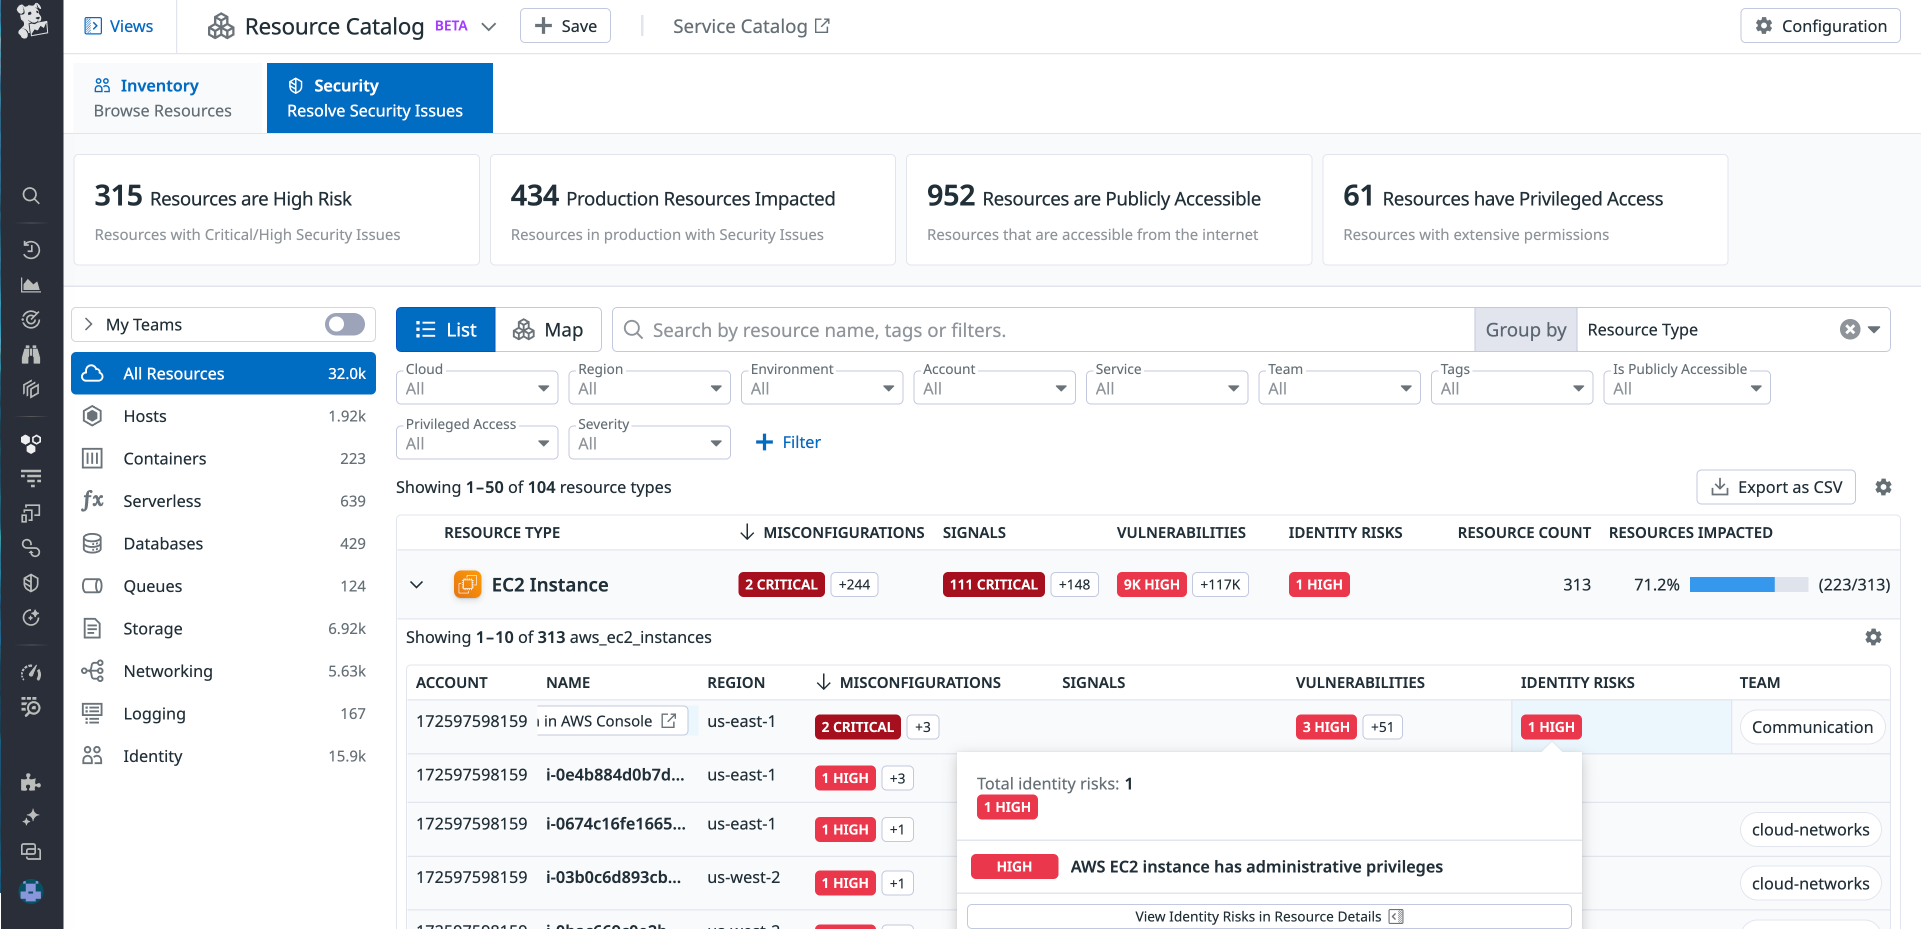 Views
Resource Catalog BETA
Save
Service Catalog
Configuration
Inventory
Browse Resources
Security
Resolve Security Issues
315 Resources are High Risk
Resources with Critical/High Security Issues
434 Production Resources Impacted
Resources in production with Security Issues
952 Resources are Publicly Accessible
Resources that are accessible from the internet
61 Resources have Privileged Access
Resources with extensive permissions
My Teams
All Resources 32.0k
Hosts 1.92k
Containers 223
Serverless 639
Databases 429
Queues 124
Storage 6.92k
Networking 5.63k
Logging 167
Identity 15.9k
List
Map
Search by resource name, tags or filters.
Group by Resource Type
Cloud All
Region All
Environment All
Account All
Service All
Team All
Tags All
Is Publicly Accessible All
Privileged Access All
Severity All
+ Filter
Showing 1–50 of 104 resource types
Export as CSV
RESOURCE TYPE MISCONFIGURATIONS SIGNALS VULNERABILITIES IDENTITY RISKS RESOURCE COUNT RESOURCES IMPACTED
EC2 Instance 2 CRITICAL +244 111 CRITICAL +148 9K HIGH +117K 1 HIGH 313 71.2% (223/313)
Showing 1–10 of 313 aws_ec2_instances
ACCOUNT NAME REGION MISCONFIGURATIONS SIGNALS VULNERABILITIES IDENTITY RISKS TEAM
172597598159 in AWS Console us-east-1 2 CRITICAL +3 3 HIGH +51 1 HIGH Communication
172597598159 i-0e4b884d0b7d... us-east-1 1 HIGH +3
172597598159 i-0674c16fe1665... us-east-1 1 HIGH +1 cloud-networks
172597598159 i-03b0c6d893cb... us-west-2 1 HIGH +1 cloud-networks
Total identity risks: 1
1 HIGH
HIGH AWS EC2 instance has administrative privileges
View Identity Risks in Resource Details